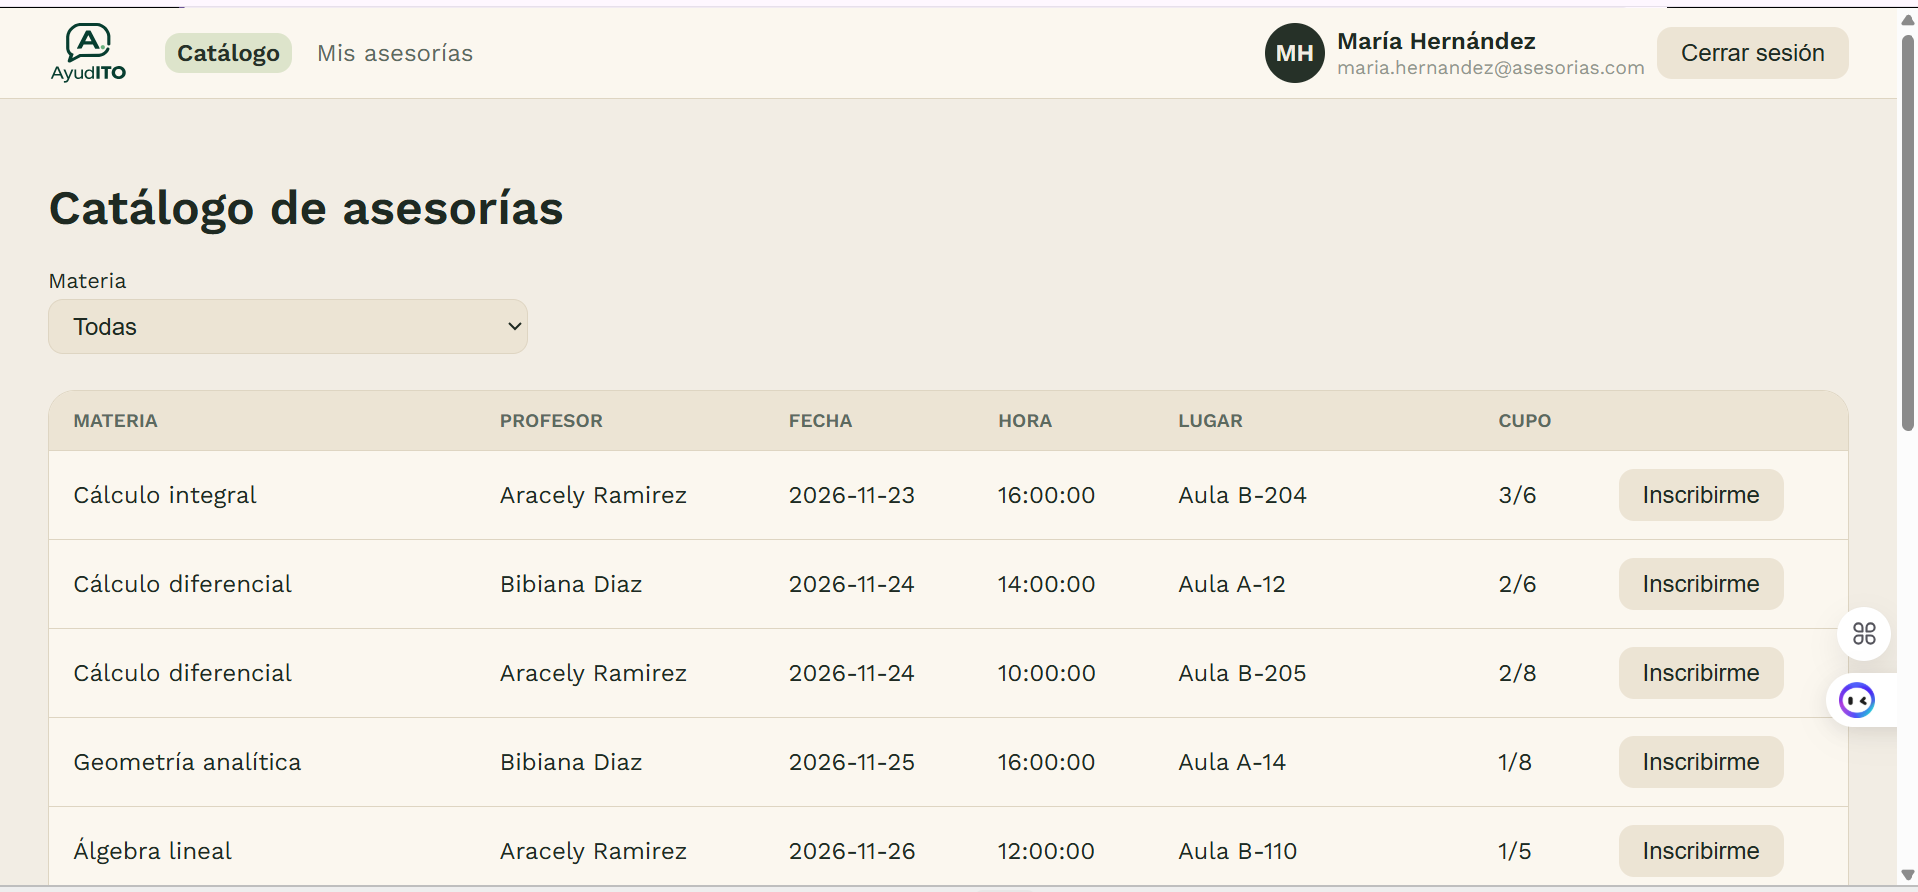 A.
AyudITO
Catálogo
Mis asesorías
MH
María Hernández
maria.hernandez@asesorias.com
Cerrar sesión
Catálogo de asesorías
Materia
Todas
MATERIA PROFESOR FECHA HORA LUGAR CUPO
Cálculo integral Aracely Ramirez 2026-11-23 16:00:00 Aula B-204 3/6 Inscribirme
Cálculo diferencial Bibiana Diaz 2026-11-24 14:00:00 Aula A-12 2/6 Inscribirme
Cálculo diferencial Aracely Ramirez 2026-11-24 10:00:00 Aula B-205 2/8 Inscribirme
Geometría analítica Bibiana Diaz 2026-11-25 16:00:00 Aula A-14 1/8 Inscribirme
Álgebra lineal Aracely Ramirez 2026-11-26 12:00:00 Aula B-110 1/5 Inscribirme